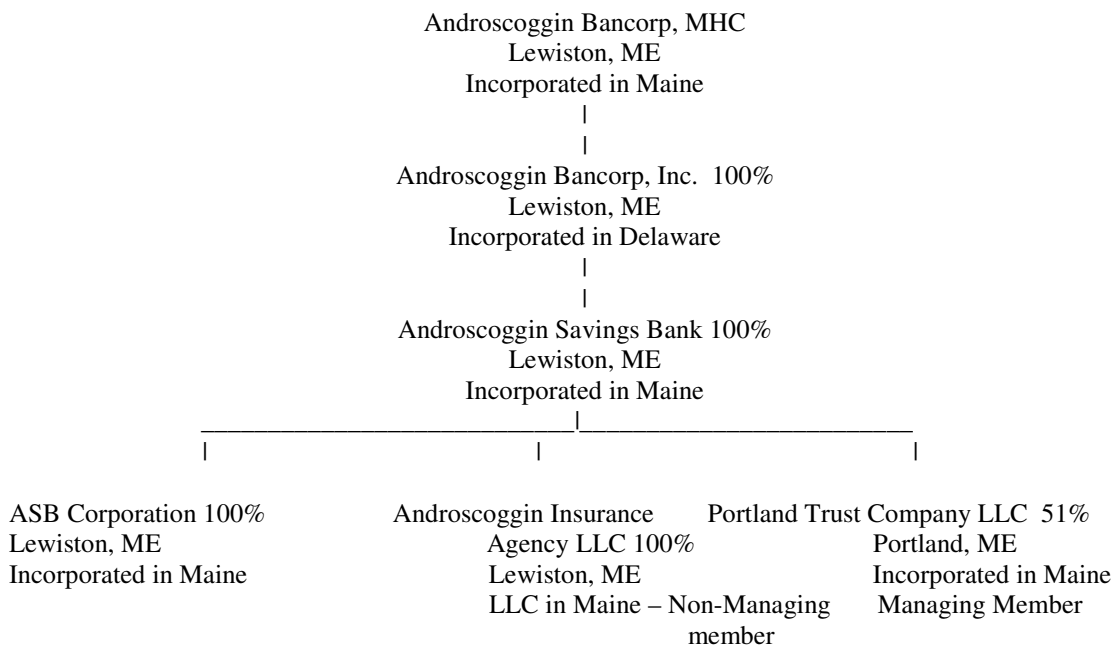 Androscoggin Bancorp, MHC
Lewiston, ME
Incorporated in Maine
Androscoggin Bancorp, Inc. 100%
Lewiston, ME
Incorporated in Delaware
Androscoggin Savings Bank 100%
Lewiston, ME
Incorporated in Maine
ASB Corporation 100%
Lewiston, ME
Incorporated in Maine
Androscoggin Insurance
Agency LLC 100%
Lewiston, ME
LLC in Maine – Non-Managing
member
Portland Trust Company LLC 51%
Portland, ME
Incorporated in Maine
Managing Member